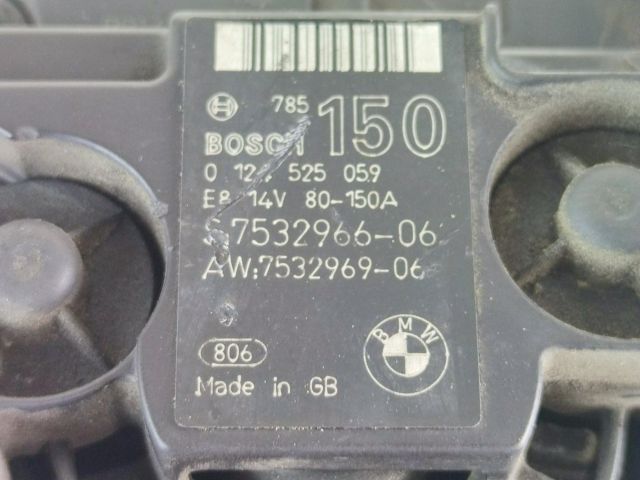 785 150
BOSCH
525 059
E8 14V 80-150A
7532966-06
AW:7532969-06
806
BMW
Made in GB